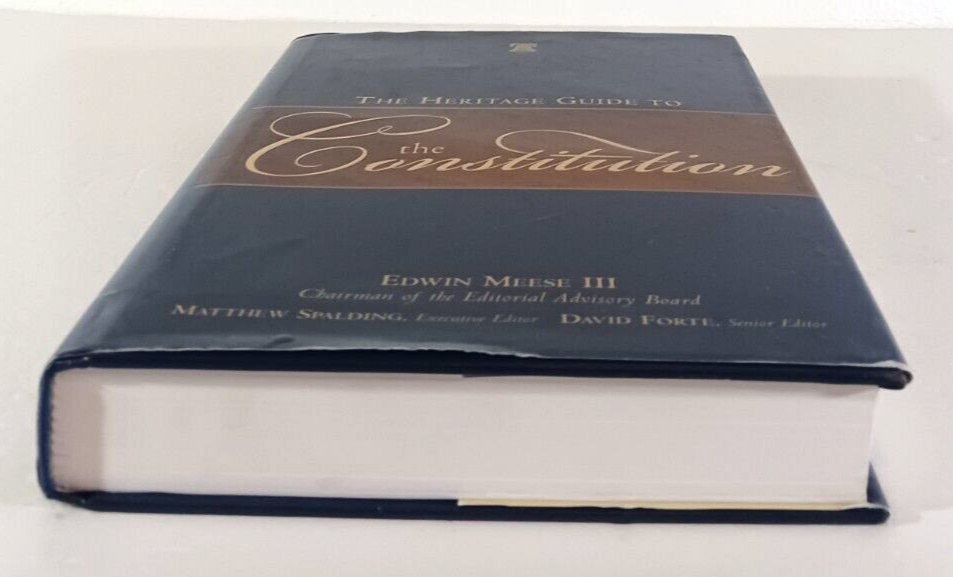 THE HERITAGE GUIDE TO
the
Constitution
EDWIN MEESE III
Chairman of the Editorial Advisory Board
MATTHEW SPALDING, Executive Editor DAVID FORTE, Senior Editor